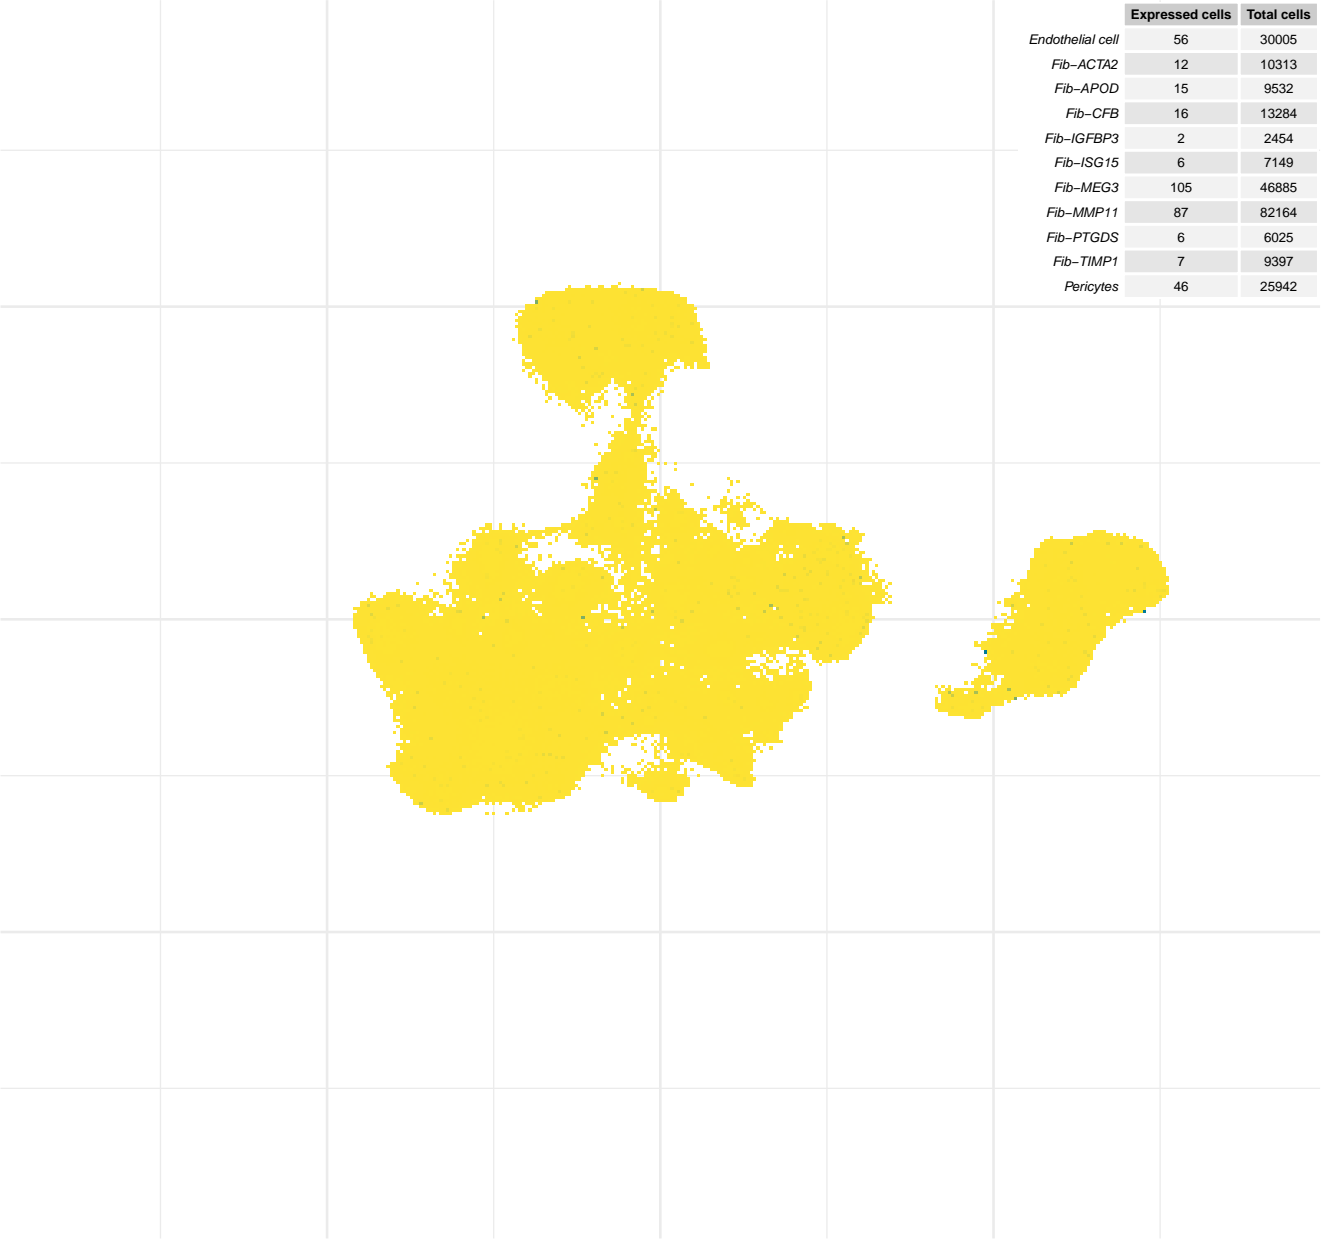 Expressed cells Total cells
Endothelial cell 56 30005
Fib−ACTA2 12 10313
Fib−APOD 15 9532
Fib−CFB 16 13284
Fib−IGFBP3 2 2454
Fib−ISG15 6 7149
Fib−MEG3 105 46885
Fib−MMP11 87 82164
Fib−PTGDS 6 6025
Fib−TIMP1 7 9397
Pericytes 46 25942